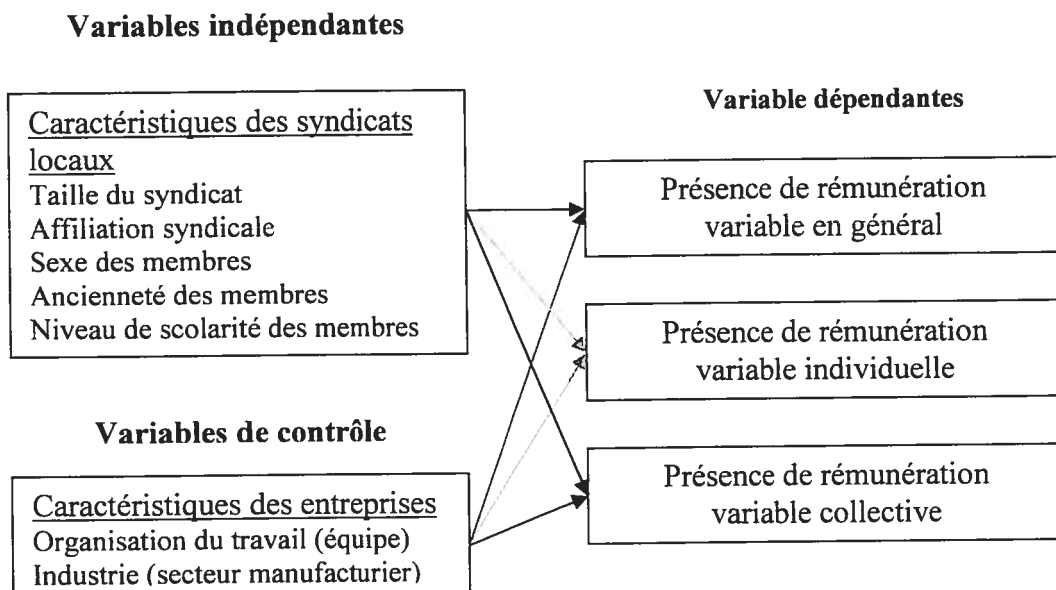 Variables indépendantes
Caractéristiques des syndicats
locaux
Taille du syndicat
Affiliation syndicale
Sexe des membres
Ancienneté des membres
Niveau de scolarité des membres
Variables de contrôle
Caractéristiques des entreprises
Organisation du travail (équipe)
Industrie (secteur manufacturier)
Variable dépendantes
Présence de rémunération
variable en général
Présence de rémunération
variable individuelle
Présence de rémunération
variable collective